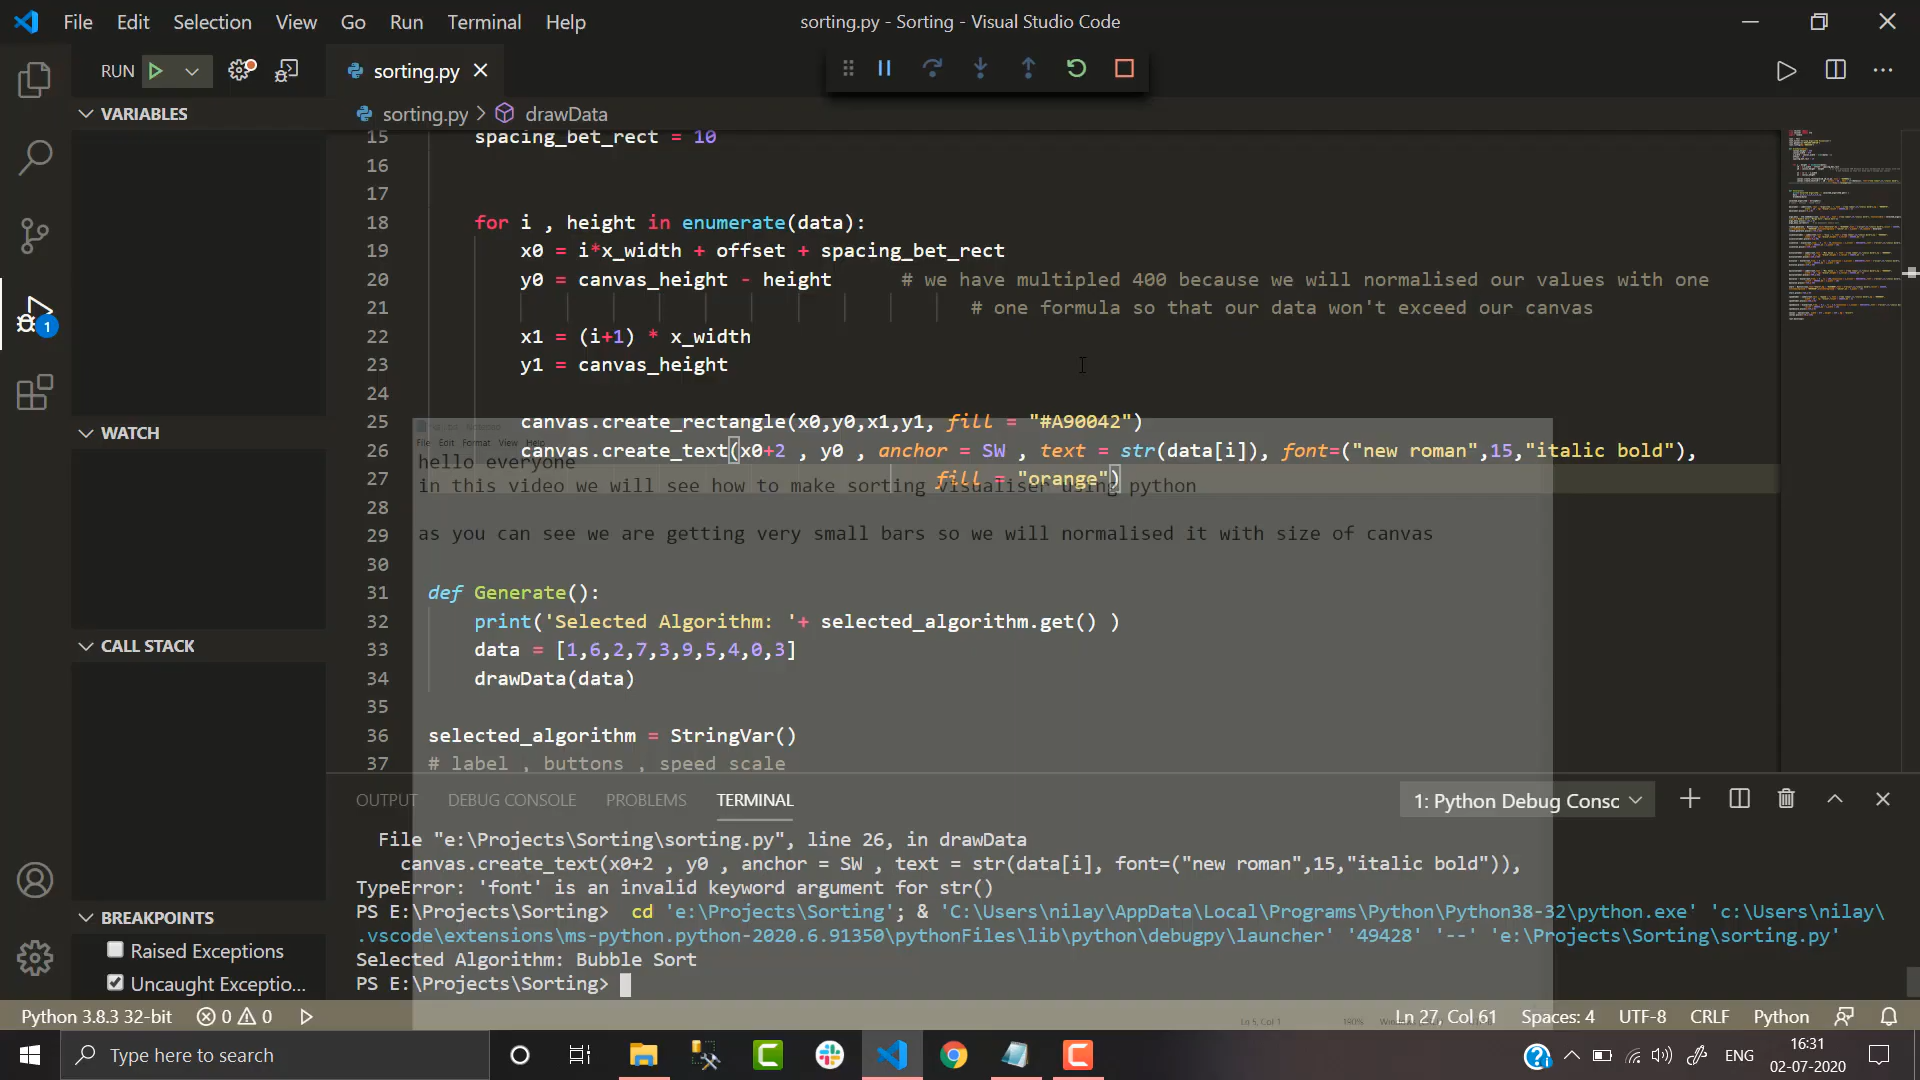 File Edit Selection View Go Run Terminal Help
sorting.py - Sorting - Visual Studio Code
RUN
sorting.py
VARIABLES
sorting.py > drawData
15 spacing_bet_rect = 10
16
17
18 for i , height in enumerate(data):
19 x0 = i*x_width + offset + spacing_bet_rect
20 y0 = canvas_height - height # we have multipled 400 because we will normalised our values with one
21 # one formula so that our data won't exceed our canvas
22 x1 = (i+1) * x_width
23 y1 = canvas_height
24
25 canvas.create_rectangle(x0,y0,x1,y1, fill = "#A90042")
File Edit Format View Help
26 canvas.create_text(x0+2 , y0 , anchor = SW , text = str(data[i]), font=("new roman",15,"italic bold"),
hello everyone
27 fill = "orange")
in this video we will see how to make sorting visualiser using python
28
29
as you can see we are getting very small bars so we will normalised it with size of canvas
30
31 def Generate():
32 print('Selected Algorithm: '+ selected_algorithm.get() )
33 data = [1,6,2,7,3,9,5,4,0,3]
34 drawData(data)
35
36 selected_algorithm = StringVar()
37 # label , buttons , speed scale
WATCH
CALL STACK
BREAKPOINTS
Raised Exceptions
Uncaught Exceptio...
OUTPUT DEBUG CONSOLE PROBLEMS TERMINAL
1: Python Debug Consc
File "e:\Projects\Sorting\sorting.py", line 26, in drawData
canvas.create_text(x0+2 , y0 , anchor = SW , text = str(data[i], font=("new roman",15,"italic bold")),
TypeError: 'font' is an invalid keyword argument for str()
PS E:\Projects\Sorting> cd 'e:\Projects\Sorting'; & 'C:\Users\nilay\AppData\Local\Programs\Python\Python38-32\python.exe' 'c:\Users\nilay\
.vscode\extensions\ms-python.python-2020.6.91350\pythonFiles\lib\python\debugpy\launcher' '49428' '--' 'e:\Projects\Sorting\sorting.py'
Selected Algorithm: Bubble Sort
PS E:\Projects\Sorting>
Ln 5, Col 1 190%
Python 3.8.3 32-bit 0 0
Ln 27, Col 61 Spaces: 4 UTF-8 CRLF Python
Type here to search
ENG
16:31
02-07-2020
1